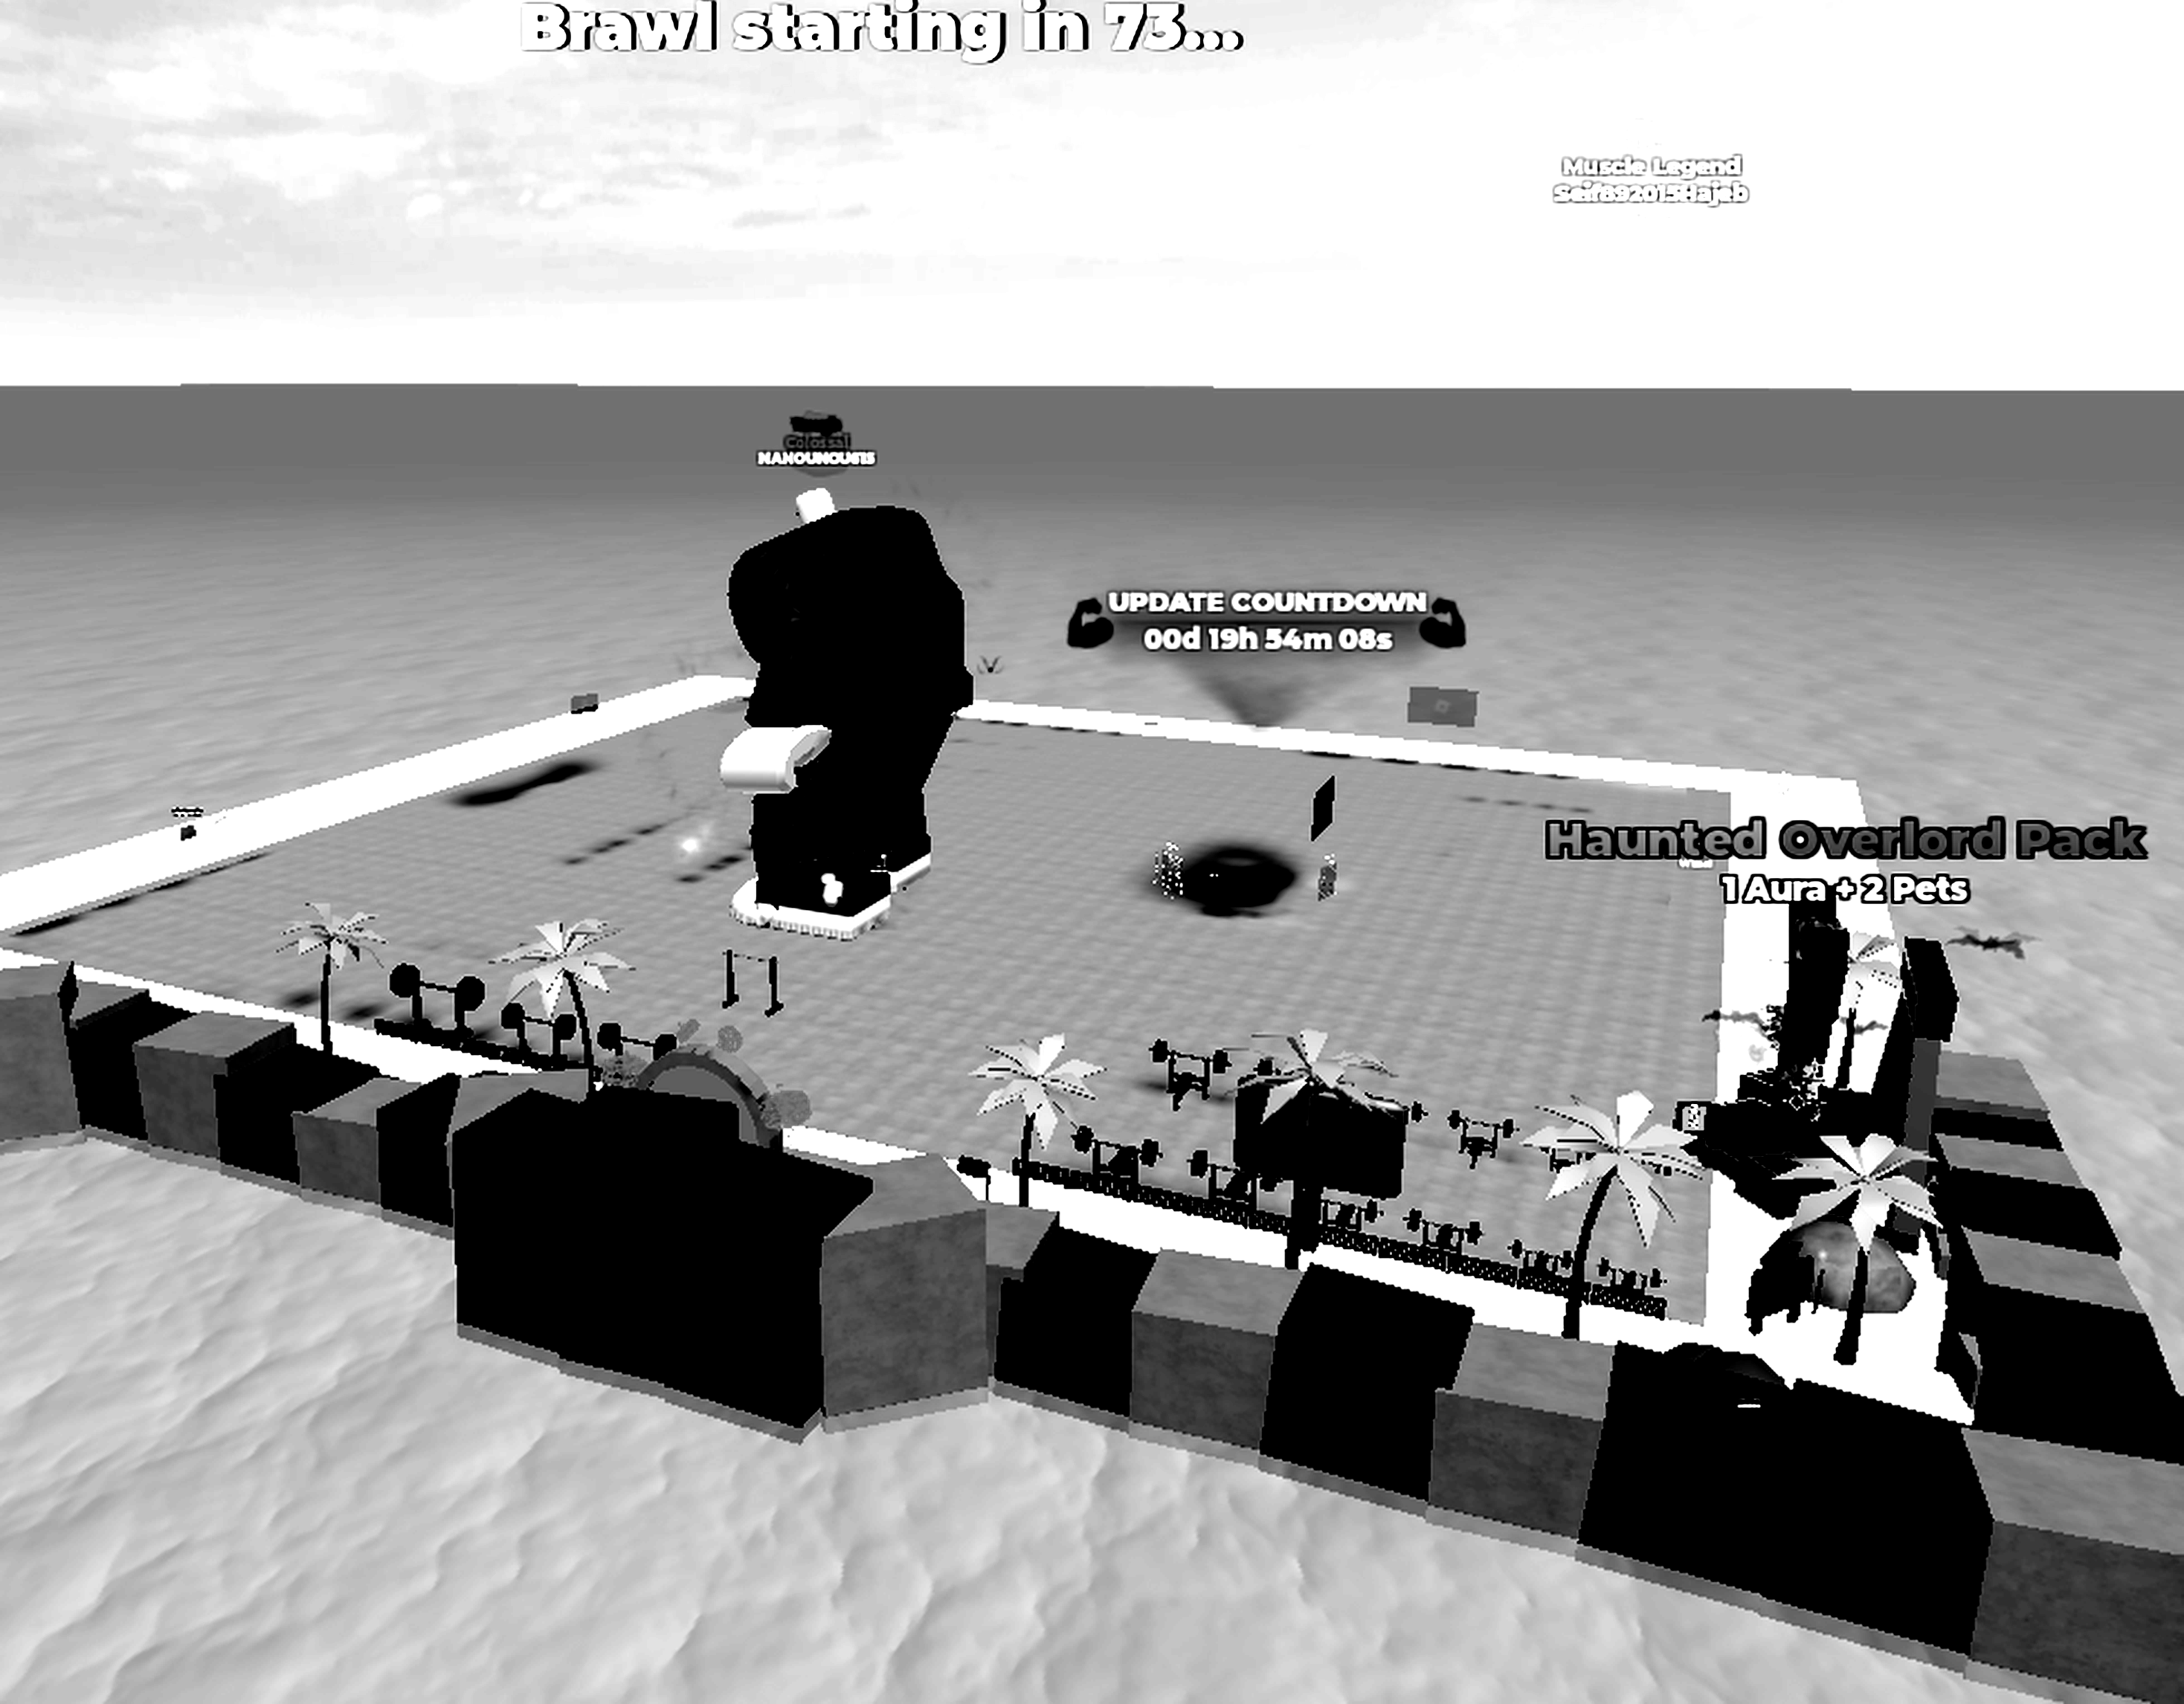 Brawl starting in 73...
Muscle Legend
Colossal
UPDATE COUNTDOWN
00d 19h 54m 08s
Haunted Overlord Pack
1 Aura + 2 Pets